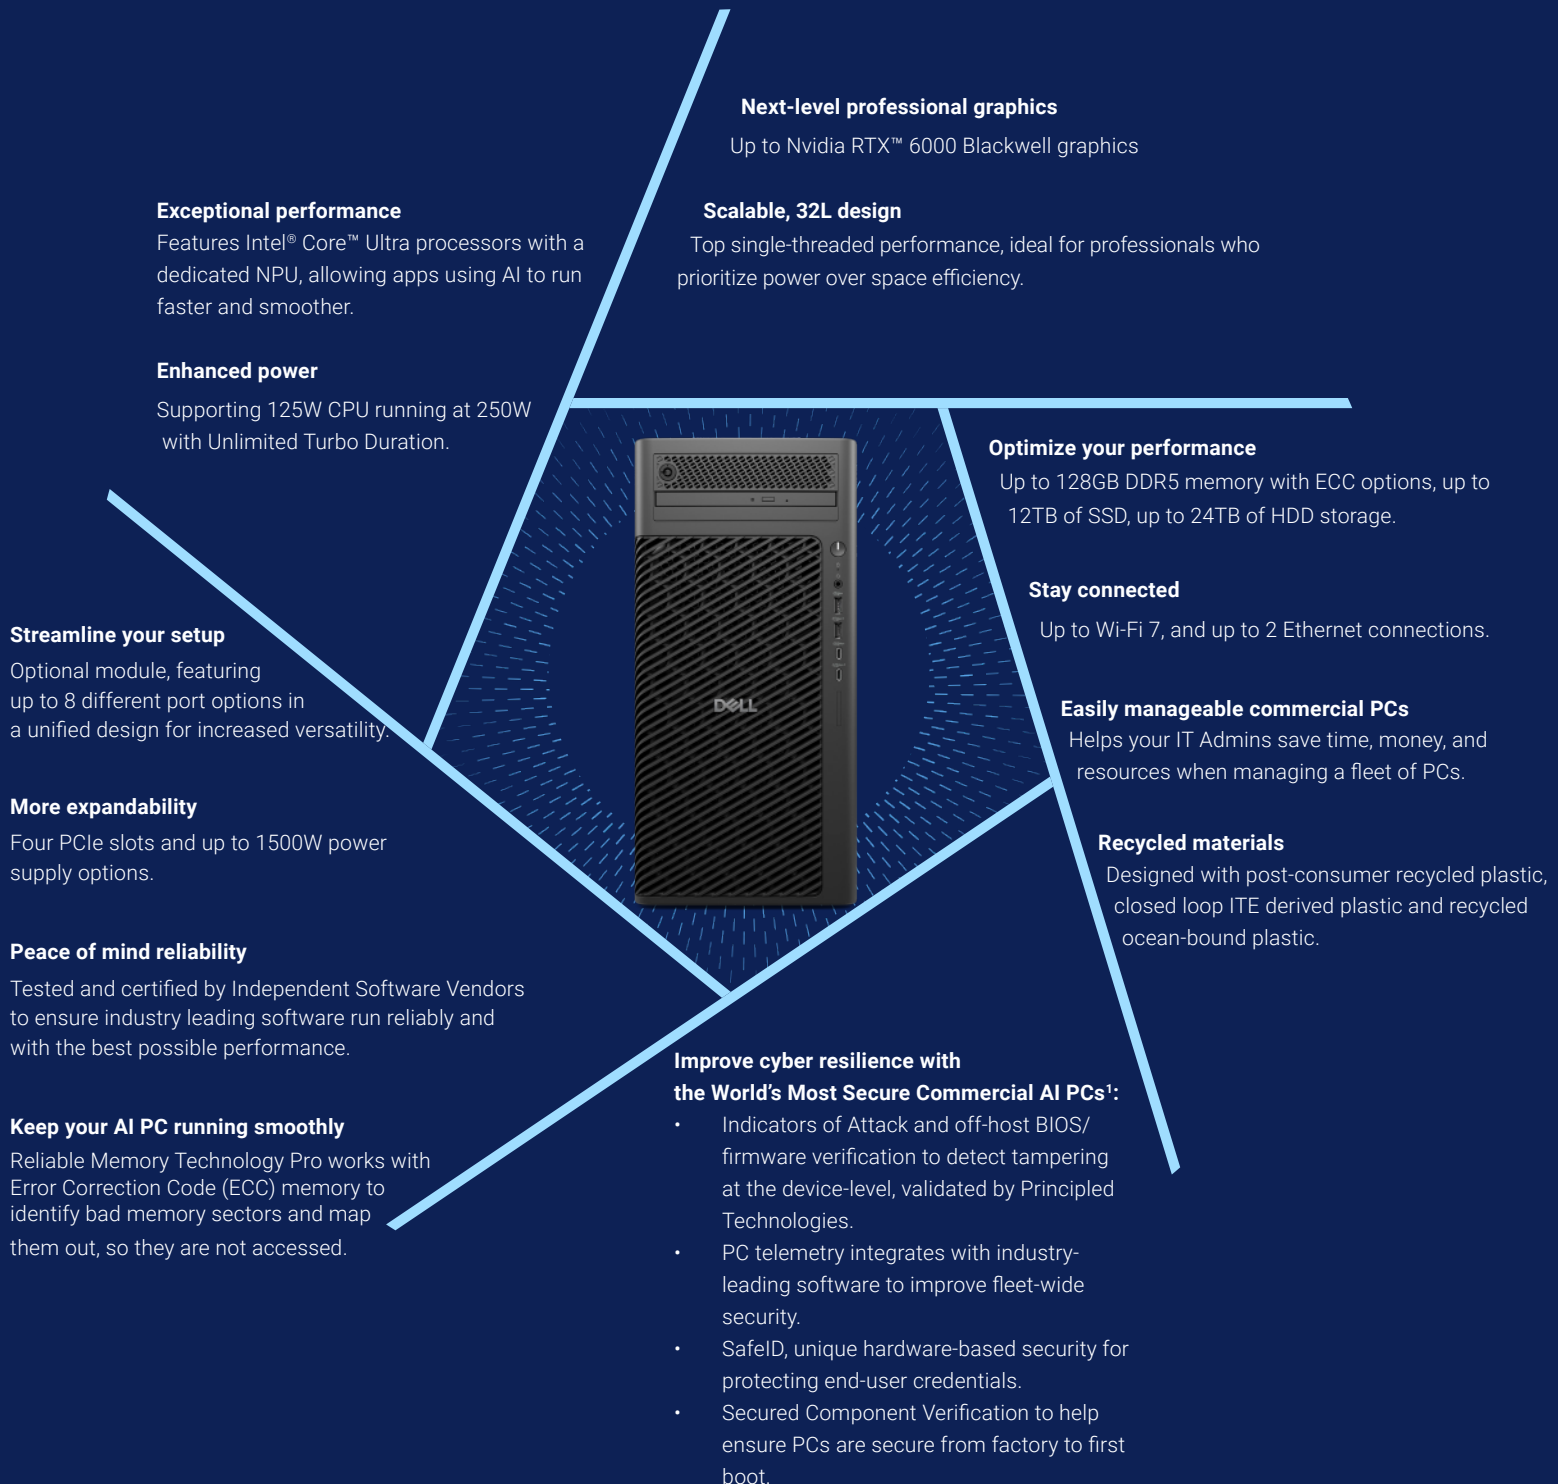 Next-level professional graphics
Up to Nvidia RTX™ 6000 Blackwell graphics
Scalable, 32L design
Top single-threaded performance, ideal for professionals who
prioritize power over space efficiency.
Exceptional performance
Features Intel® Core™ Ultra processors with a
dedicated NPU, allowing apps using AI to run
faster and smoother.
Enhanced power
Supporting 125W CPU running at 250W
with Unlimited Turbo Duration.
Optimize your performance
Up to 128GB DDR5 memory with ECC options, up to
12TB of SSD, up to 24TB of HDD storage.
Stay connected
Up to Wi-Fi 7, and up to 2 Ethernet connections.
Easily manageable commercial PCs
Helps your IT Admins save time, money, and
resources when managing a fleet of PCs.
Recycled materials
Designed with post-consumer recycled plastic,
closed loop ITE derived plastic and recycled
ocean-bound plastic.
DELL
Streamline your setup
Optional module, featuring
up to 8 different port options in
a unified design for increased versatility.
More expandability
Four PCIe slots and up to 1500W power
supply options.
Peace of mind reliability
Tested and certified by Independent Software Vendors
to ensure industry leading software run reliably and
with the best possible performance.
Keep your AI PC running smoothly
Reliable Memory Technology Pro works with
Error Correction Code (ECC) memory to
identify bad memory sectors and map
them out, so they are not accessed.
Improve cyber resilience with
the World's Most Secure Commercial AI PCs¹:
• Indicators of Attack and off-host BIOS/
firmware verification to detect tampering
at the device-level, validated by Principled
Technologies.
• PC telemetry integrates with industry-
leading software to improve fleet-wide
security.
• SafeID, unique hardware-based security for
protecting end-user credentials.
• Secured Component Verification to help
ensure PCs are secure from factory to first
boot.